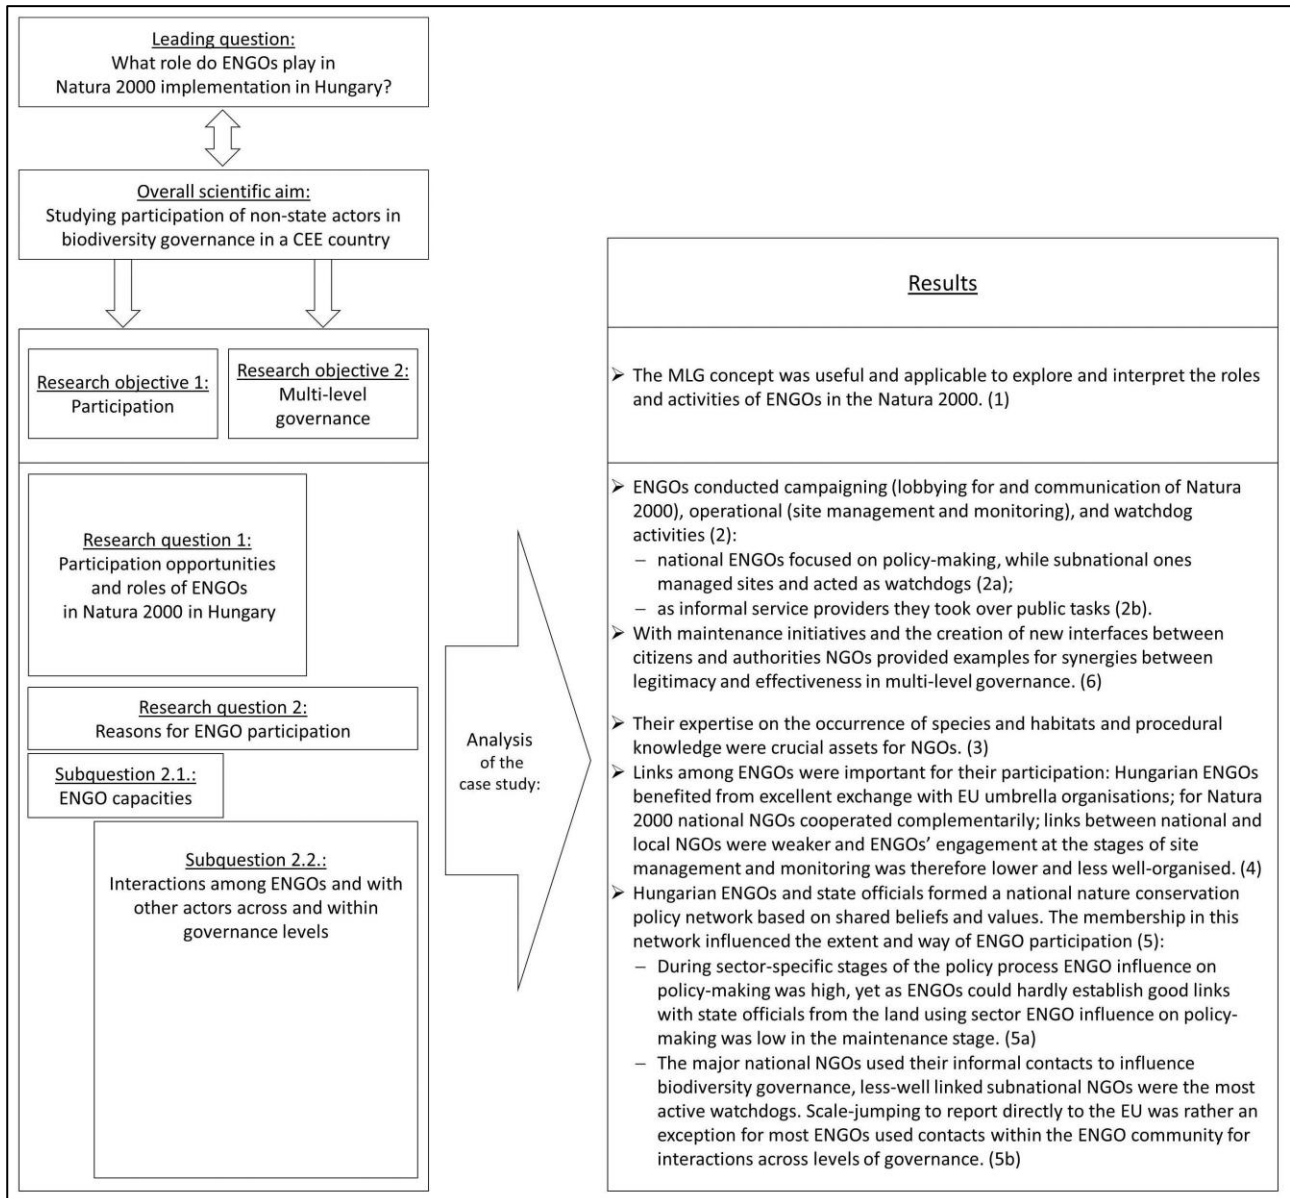 Leading question:
What role do ENGOs play in
Natura 2000 implementation in Hungary?
Overall scientific aim:
Studying participation of non-state actors in
biodiversity governance in a CEE country
Research objective 1:
Participation
Research objective 2:
Multi-level
governance
Research question 1:
Participation opportunities
and roles of ENGOs
in Natura 2000 in Hungary
Research question 2:
Reasons for ENGO participation
Subquestion 2.1.:
ENGO capacities
Subquestion 2.2.:
Interactions among ENGOs and with
other actors across and within
governance levels
Analysis
of the
case study:
Results
➢ The MLG concept was useful and applicable to explore and interpret the roles
and activities of ENGOs in the Natura 2000. (1)
➢ ENGOs conducted campaigning (lobbying for and communication of Natura
2000), operational (site management and monitoring), and watchdog
activities (2):
– national ENGOs focused on policy-making, while subnational ones
managed sites and acted as watchdogs (2a);
– as informal service providers they took over public tasks (2b).
➢ With maintenance initiatives and the creation of new interfaces between
citizens and authorities NGOs provided examples for synergies between
legitimacy and effectiveness in multi-level governance. (6)
➢ Their expertise on the occurrence of species and habitats and procedural
knowledge were crucial assets for NGOs. (3)
➢ Links among ENGOs were important for their participation: Hungarian ENGOs
benefited from excellent exchange with EU umbrella organisations; for Natura
2000 national NGOs cooperated complementarily; links between national and
local NGOs were weaker and ENGOs’ engagement at the stages of site
management and monitoring was therefore lower and less well-organised. (4)
➢ Hungarian ENGOs and state officials formed a national nature conservation
policy network based on shared beliefs and values. The membership in this
network influenced the extent and way of ENGO participation (5):
– During sector-specific stages of the policy process ENGO influence on
policy-making was high, yet as ENGOs could hardly establish good links
with state officials from the land using sector ENGO influence on policy-
making was low in the maintenance stage. (5a)
– The major national NGOs used their informal contacts to influence
biodiversity governance, less-well linked subnational NGOs were the most
active watchdogs. Scale-jumping to report directly to the EU was rather an
exception for most ENGOs used contacts within the ENGO community for
interactions across levels of governance. (5b)